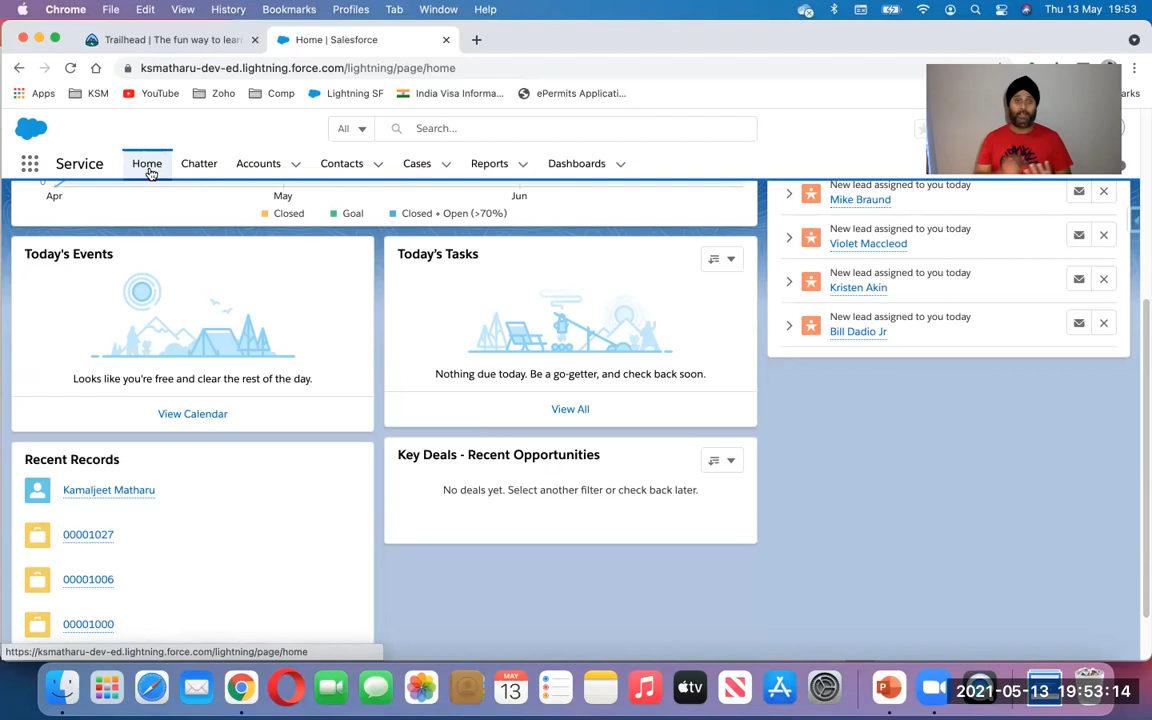 Chrome File Edit View History Bookmarks Profiles Tab Window Help Thu 13 May 19:53
Trailhead | The fun way to lear Home | Salesforce
ksmatharu-dev-ed.lightning.force.com/lightning/page/home
Apps KSM YouTube Zoho Comp Lightning SF India Visa Informa... ePermits Applicati...
All Search...
Service Home Chatter Accounts Contacts Cases Reports Dashboards
0
Apr May Jun
Closed Goal Closed + Open (>70%)
New lead assigned to you today
Mike Braund
New lead assigned to you today
Violet Maccleod
New lead assigned to you today
Kristen Akin
New lead assigned to you today
Bill Dadio Jr
Today's Events
Looks like you're free and clear the rest of the day.
View Calendar
Today's Tasks
Nothing due today. Be a go-getter, and check back soon.
View All
Recent Records
Kamaljeet Matharu
00001027
00001006
00001000
Key Deals - Recent Opportunities
No deals yet. Select another filter or check back later.
https://ksmatharu-dev-ed.lightning.force.com/lightning/page/home
MAY
13
tv
2021-05-13 19:53:14